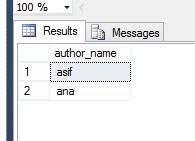 100 %
Results Messages
author_name
1 asif
2 ana